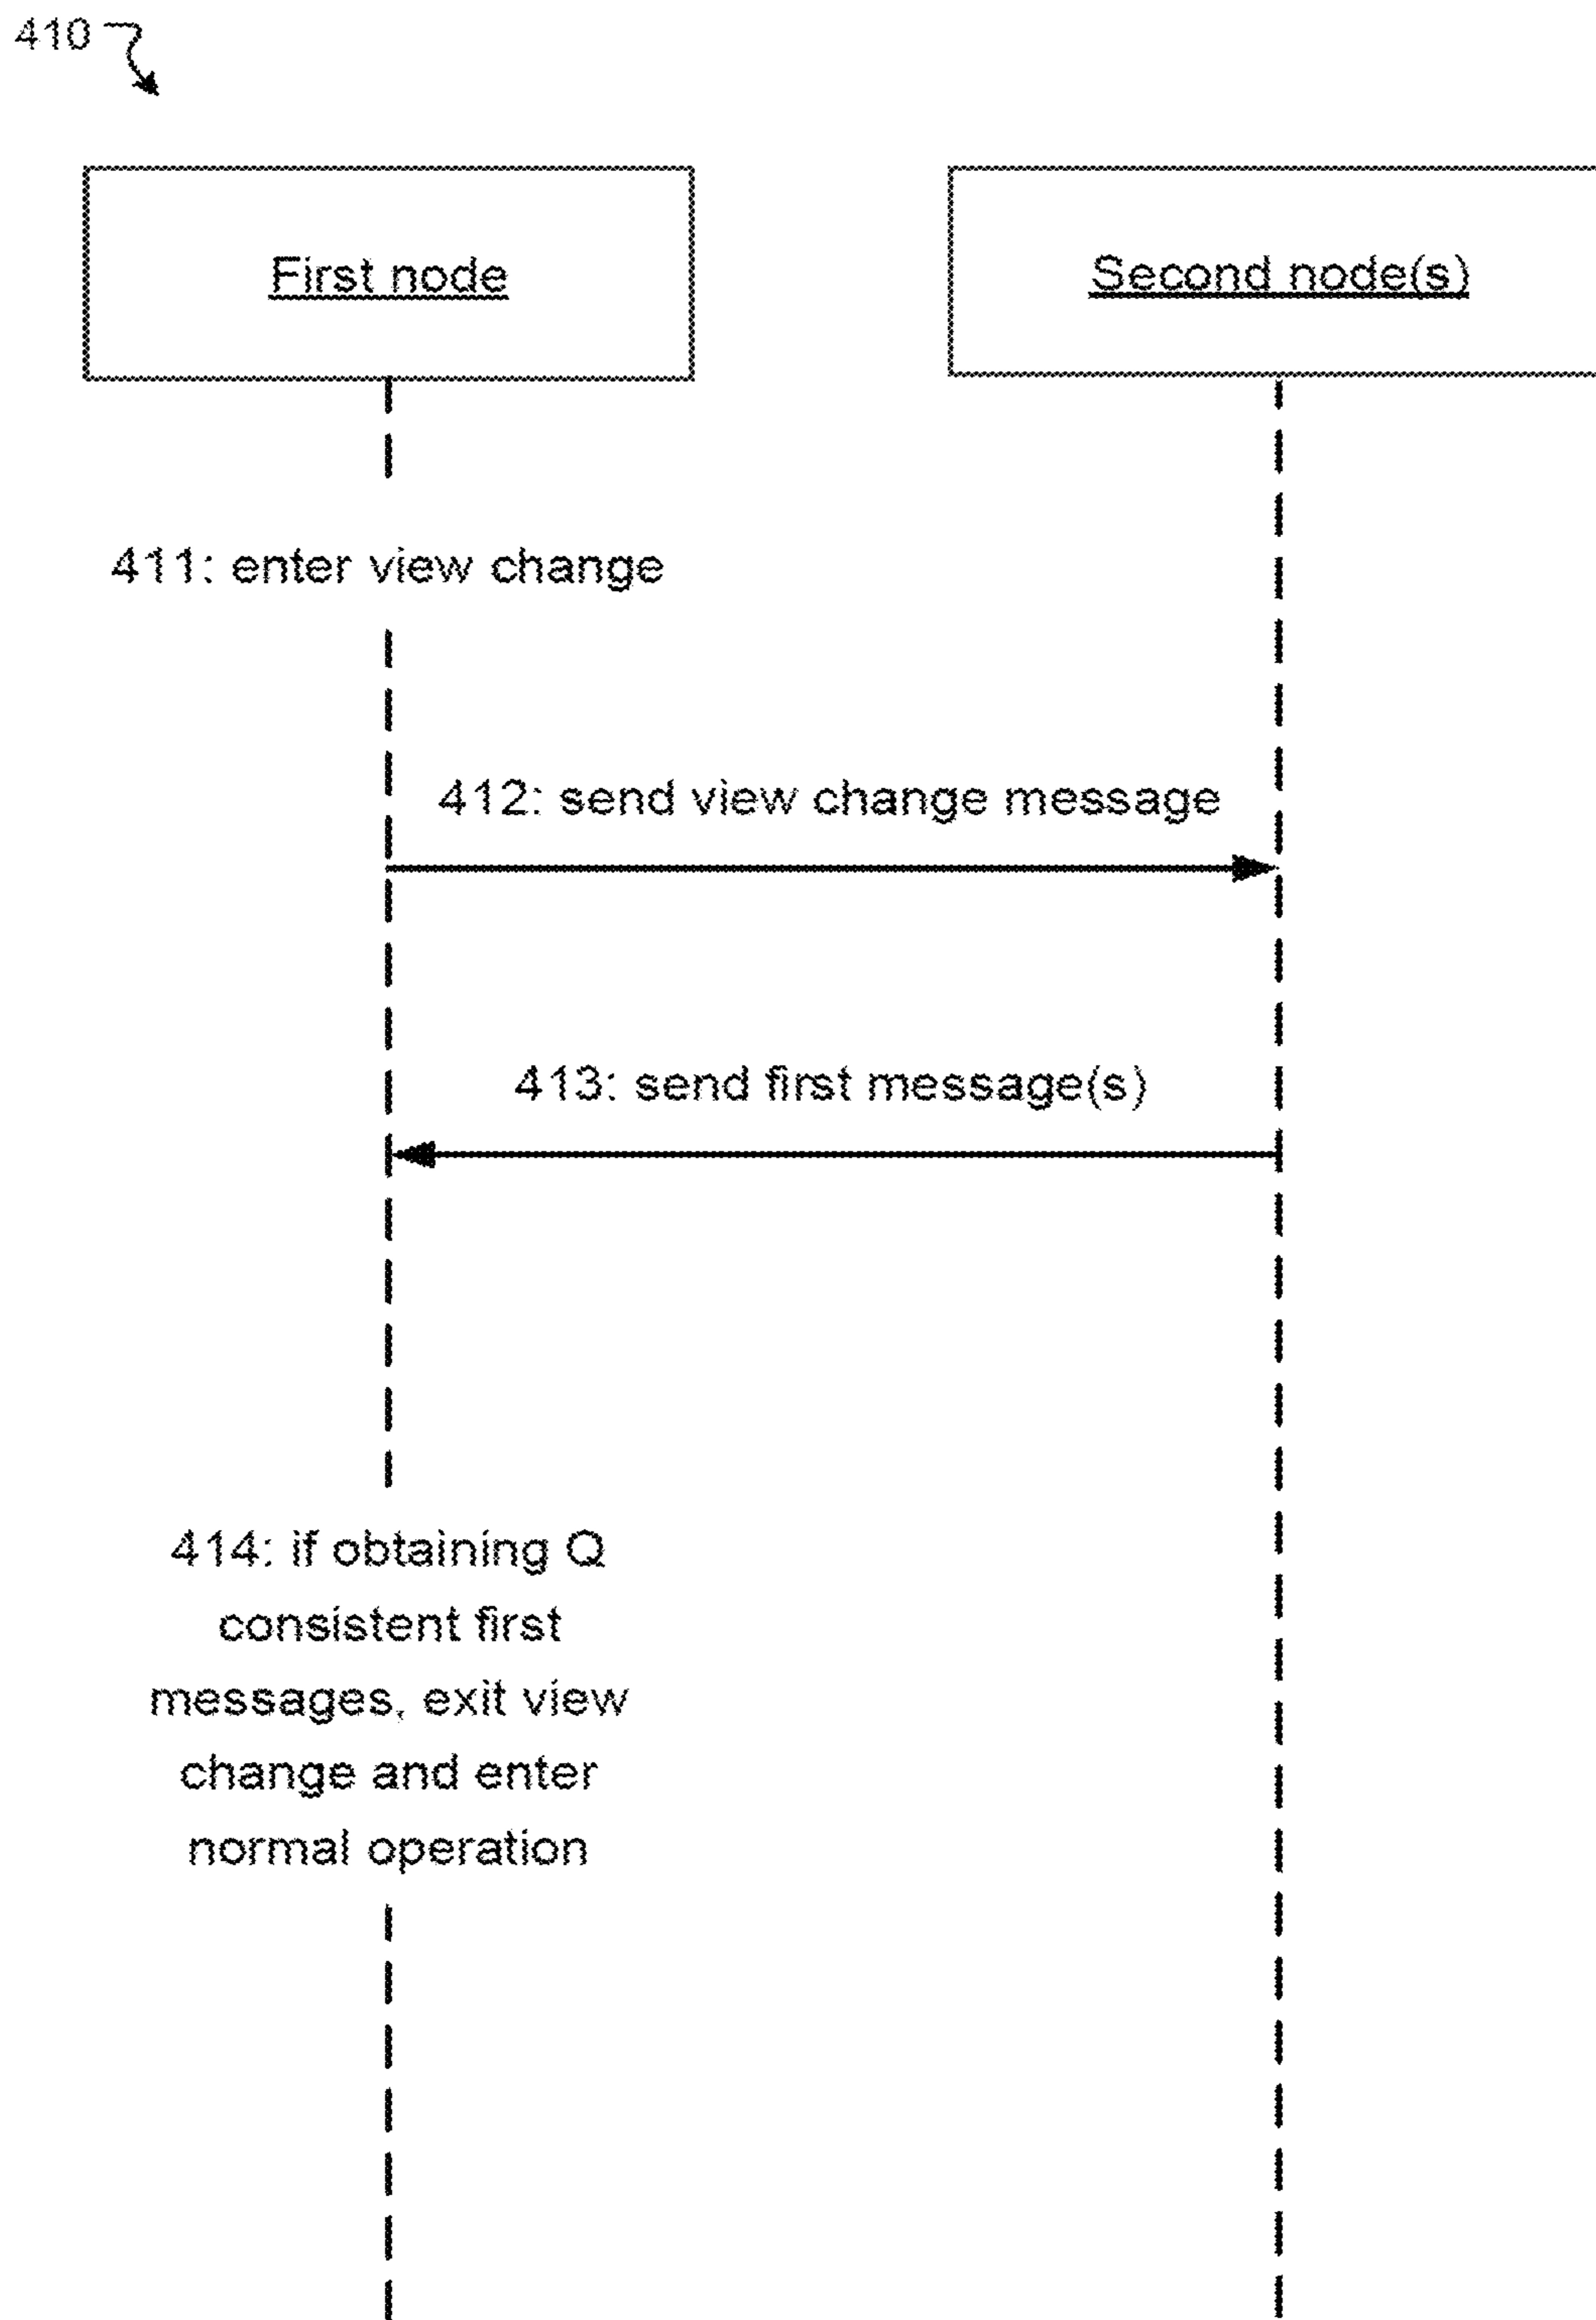 410
First node
Second node(s)
411: enter view change
412: send view change message
413: send first message(s)
414: if obtaining Q
consistent first
messages, exit view
change and enter
normal operation